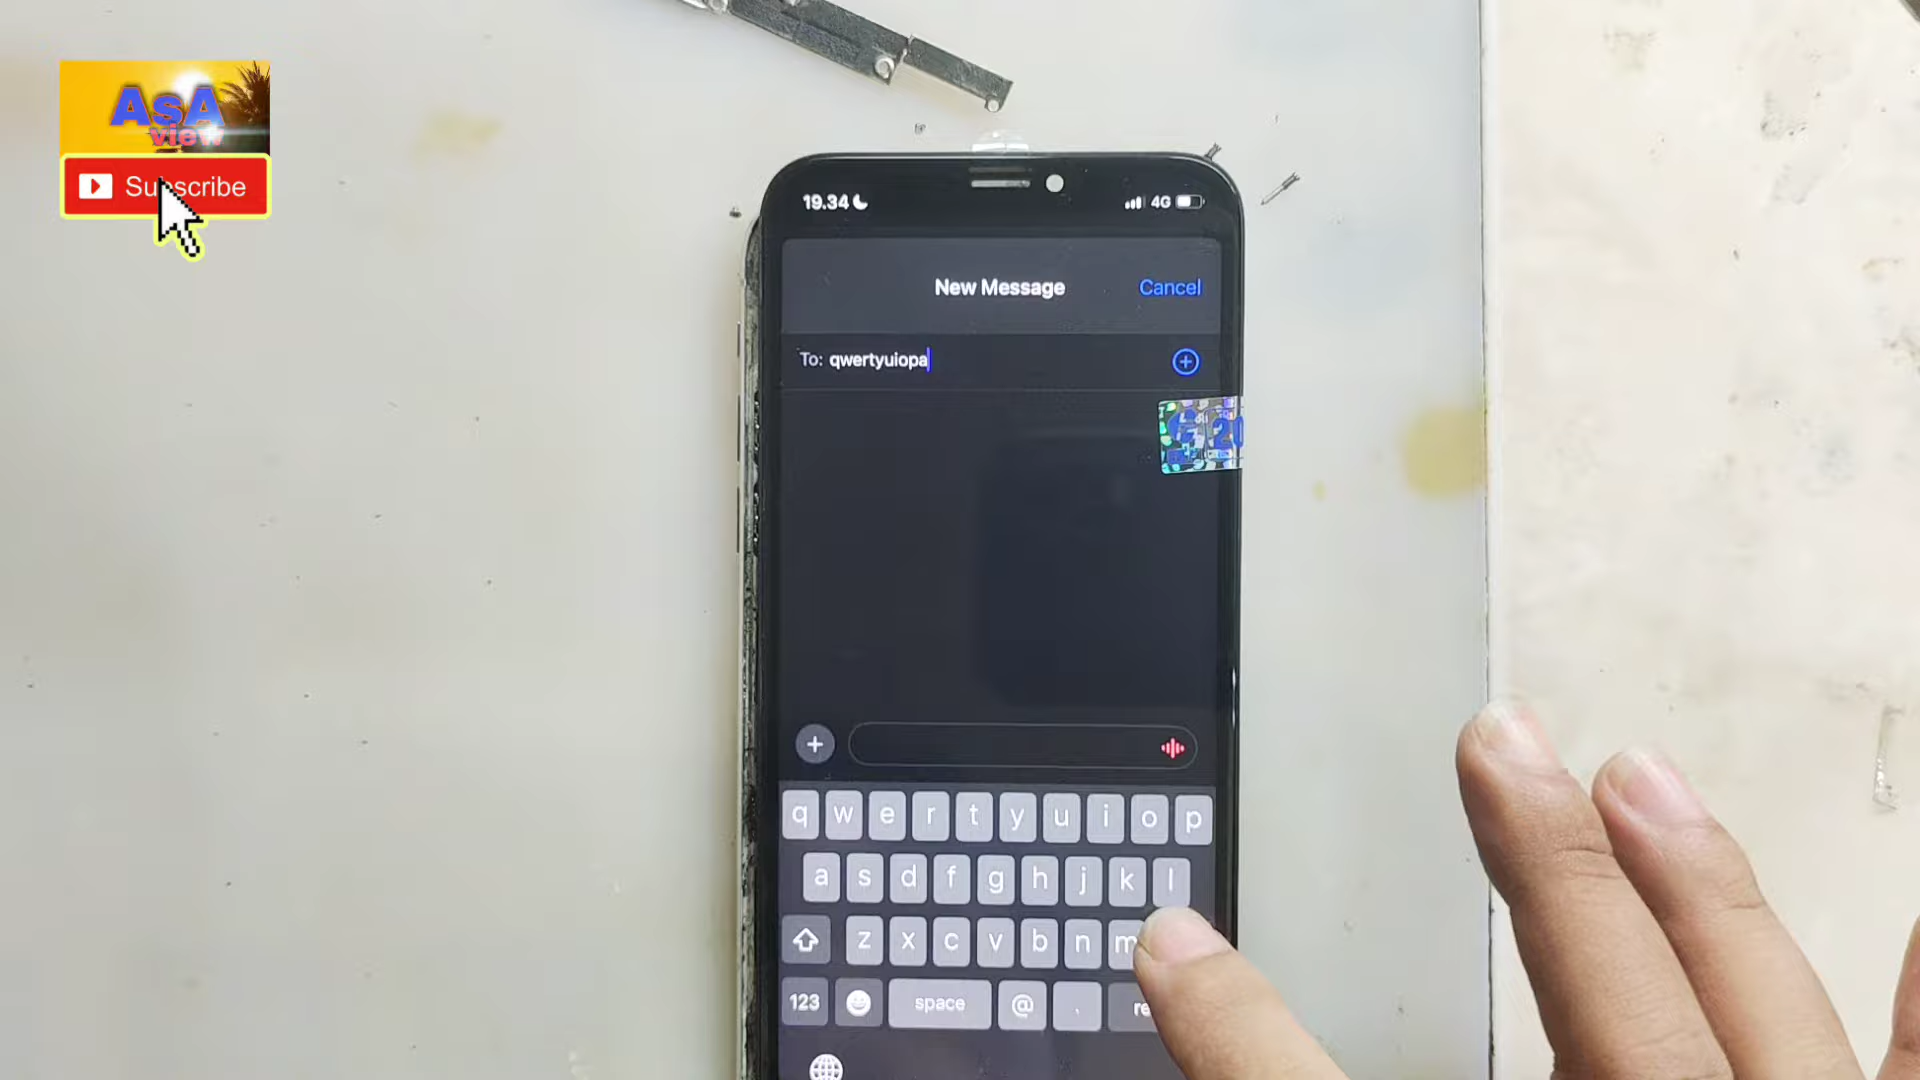 AsA
view
Subscribe
19.34
4G
New Message
Cancel
To: qwertyuiopa
q w e r t y u i o p
a s d f g h j k l
z x c v b n m
123
space
@
.